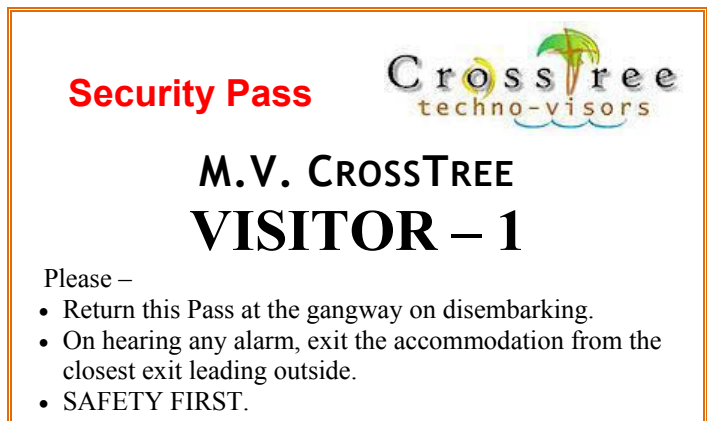 Security Pass
CrossTree
techno-visors
M.V. CROSSTREE
VISITOR – 1
Please –
• Return this Pass at the gangway on disembarking.
• On hearing any alarm, exit the accommodation from the
closest exit leading outside.
• SAFETY FIRST.